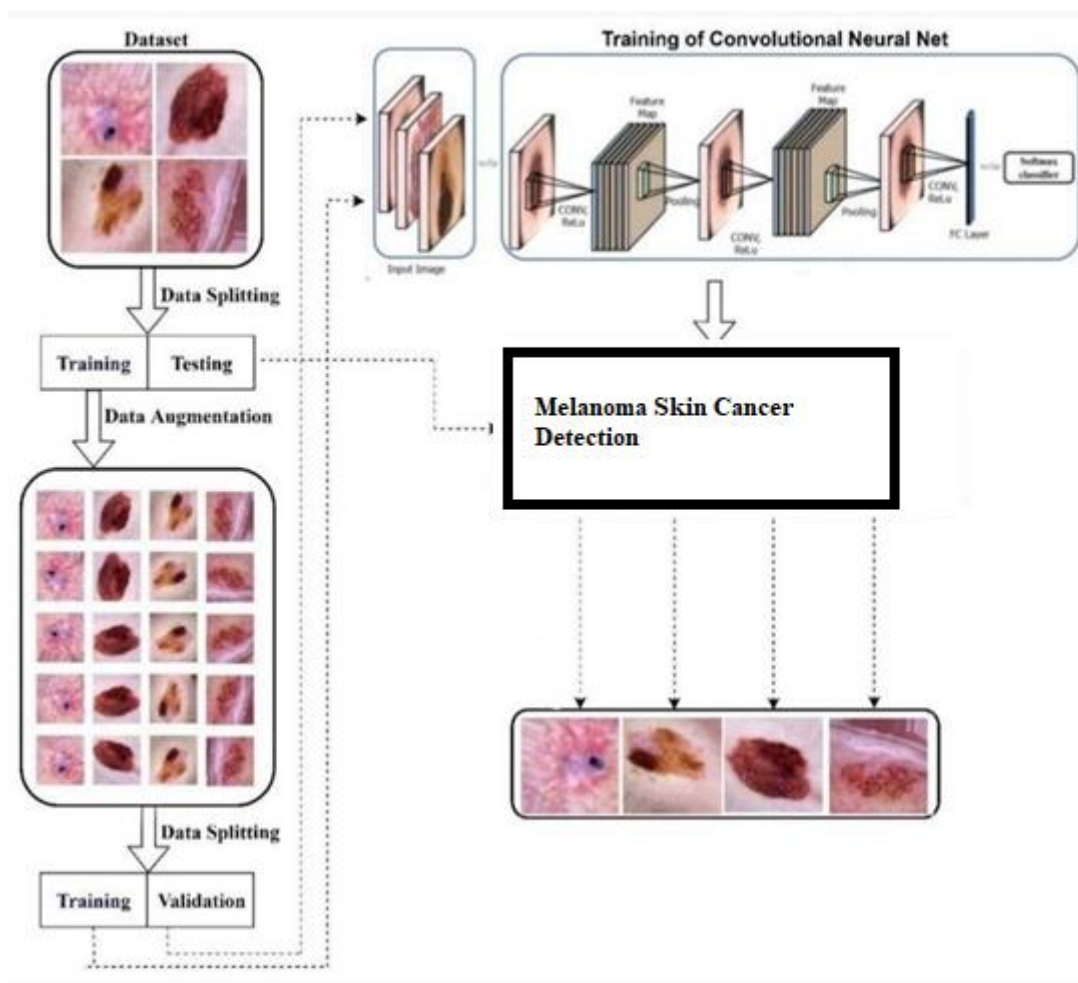 Dataset
Data Splitting
Training Testing
Data Augmentation
Data Splitting
Training Validation
Training of Convolutional Neural Net
Input Image
CONV,
ReLu
Feature
Map
Pooling
CONV,
ReLu
Feature
Map
Pooling
CONV,
ReLu
FC Layer
Softmax
classifier
Melanoma Skin Cancer
Detection